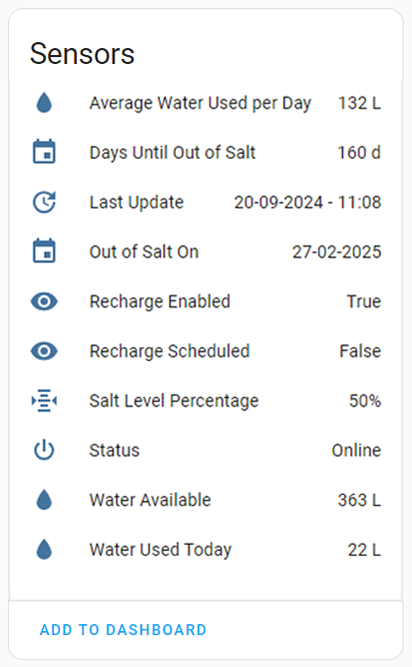 Sensors
Average Water Used per Day 132 L
Days Until Out of Salt 160 d
Last Update 20-09-2024 - 11:08
Out of Salt On 27-02-2025
Recharge Enabled True
Recharge Scheduled False
Salt Level Percentage 50%
Status Online
Water Available 363 L
Water Used Today 22 L
ADD TO DASHBOARD